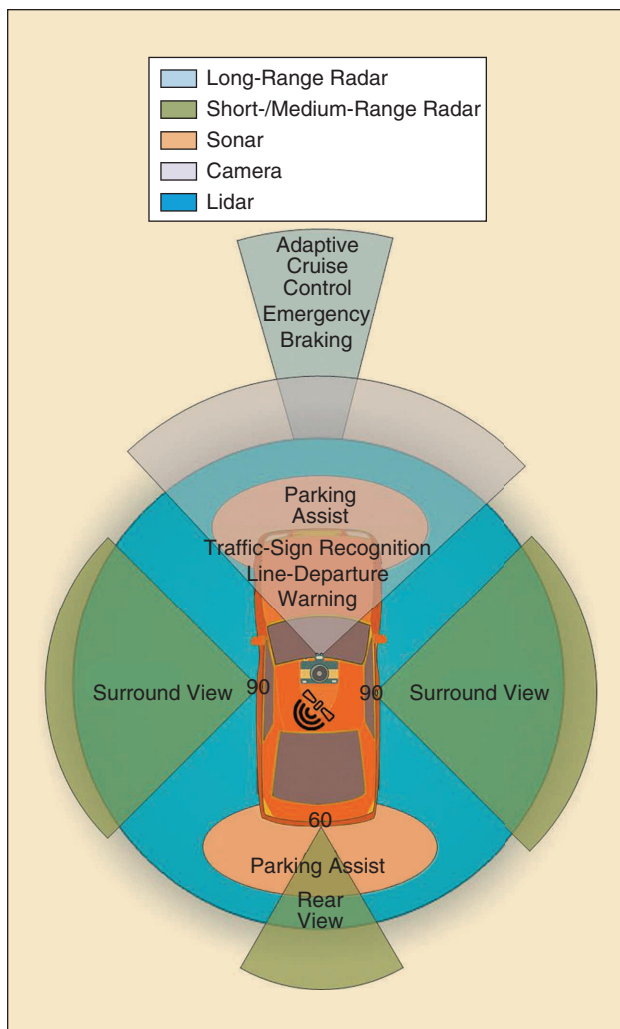 Long-Range Radar
Short-/Medium-Range Radar
Sonar
Camera
Lidar
Adaptive
Cruise
Control
Emergency
Braking
Parking
Assist
Traffic-Sign Recognition
Line-Departure
Warning
Surround View
90
90
Surround View
60
Parking Assist
Rear
View